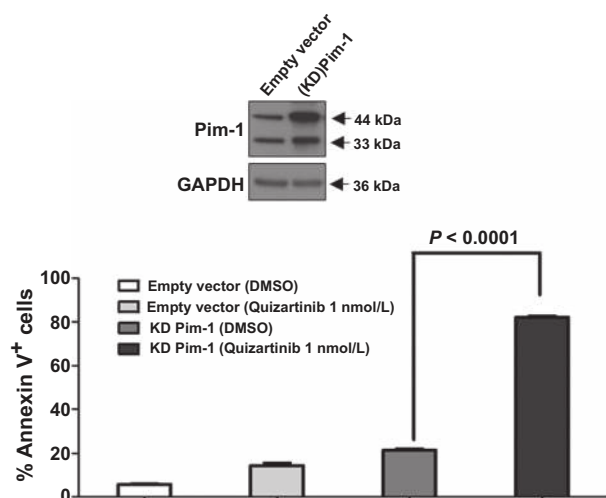 Empty vector
(KD)Pim-1
Pim-1
44 kDa
33 kDa
GAPDH
36 kDa
P < 0.0001
% Annexin V+ cells
100
80
60
40
20
0
Empty vector (DMSO)
Empty vector (Quizartinib 1 nmol/L)
KD Pim-1 (DMSO)
KD Pim-1 (Quizartinib 1 nmol/L)